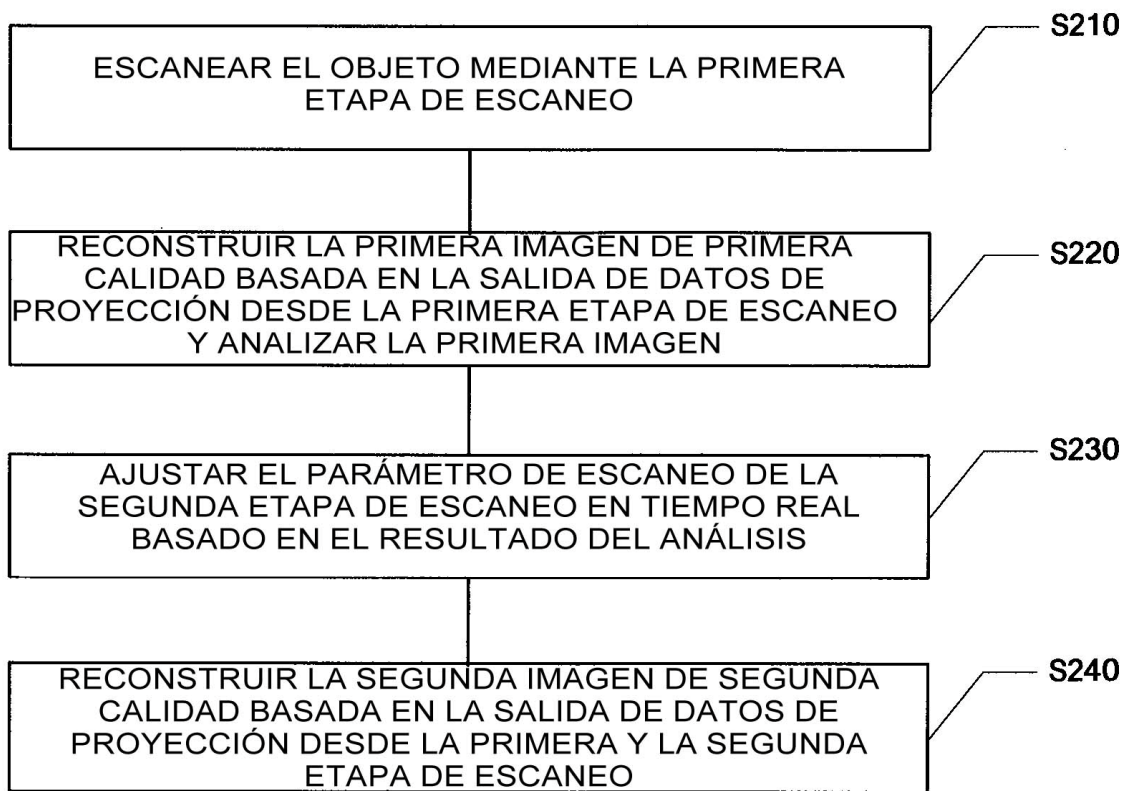 S210
ESCANEAR EL OBJETO MEDIANTE LA PRIMERA
ETAPA DE ESCANEO
S220
RECONSTRUIR LA PRIMERA IMAGEN DE PRIMERA
CALIDAD BASADA EN LA SALIDA DE DATOS DE
PROYECCIÓN DESDE LA PRIMERA ETAPA DE ESCANEO
Y ANALIZAR LA PRIMERA IMAGEN
S230
AJUSTAR EL PARÁMETRO DE ESCANEO DE LA
SEGUNDA ETAPA DE ESCANEO EN TIEMPO REAL
BASADO EN EL RESULTADO DEL ANÁLISIS
S240
RECONSTRUIR LA SEGUNDA IMAGEN DE SEGUNDA
CALIDAD BASADA EN LA SALIDA DE DATOS DE
PROYECCIÓN DESDE LA PRIMERA Y LA SEGUNDA
ETAPA DE ESCANEO